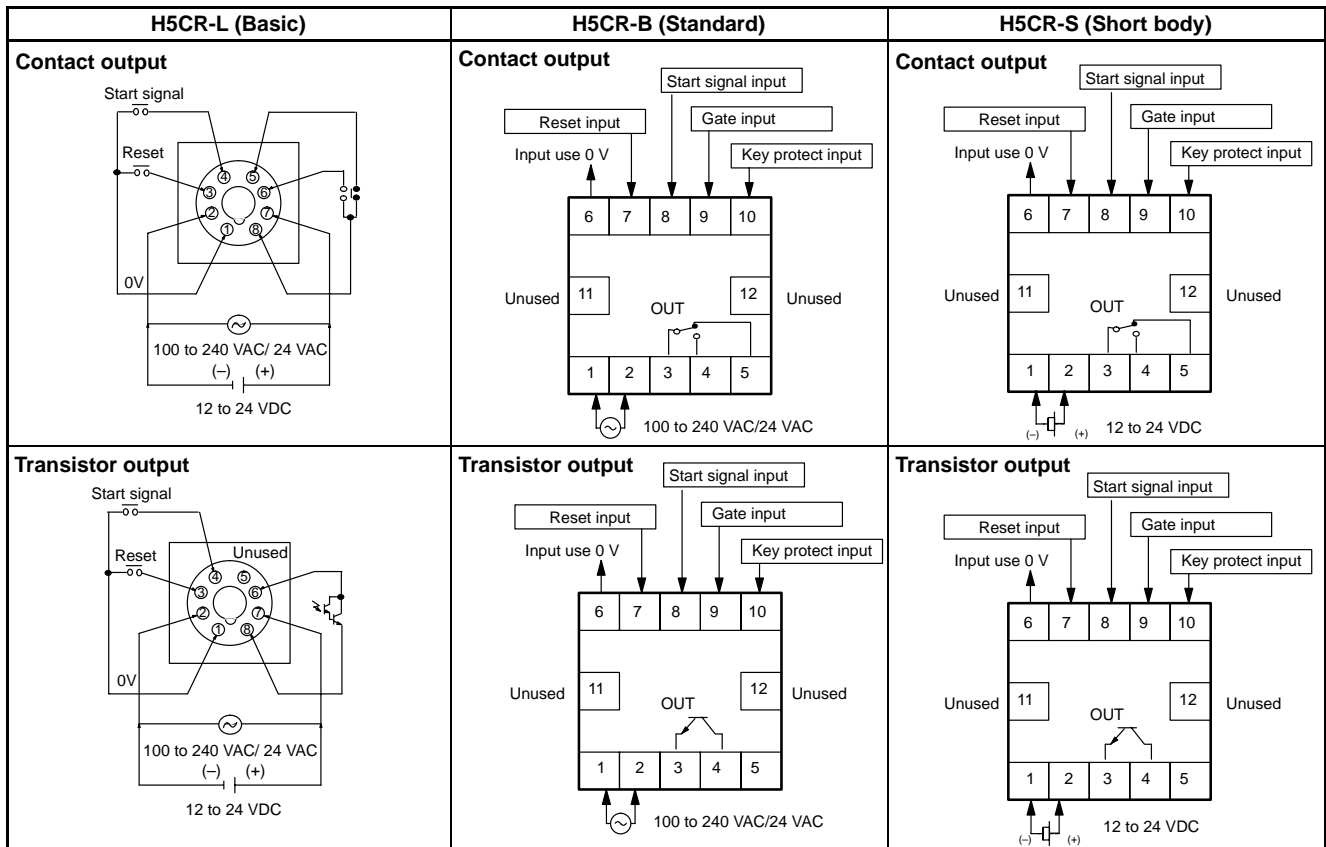 H5CR-L (Basic)
H5CR-B (Standard)
H5CR-S (Short body)
Contact output
Start signal
Reset
4
5
3
6
2
7
1
8
0V
100 to 240 VAC/ 24 VAC
(–) (+)
12 to 24 VDC
Contact output
Start signal input
Reset input
Gate input
Input use 0 V
Key protect input
6 7 8 9 10
Unused
11
12
Unused
OUT
1 2 3 4 5
100 to 240 VAC/24 VAC
Contact output
Start signal input
Reset input
Gate input
Input use 0 V
Key protect input
6 7 8 9 10
Unused
11
12
Unused
OUT
1 2 3 4 5
(–) (+)
12 to 24 VDC
Transistor output
Start signal
Reset
Unused
4
5
3
6
2
7
1
8
0V
100 to 240 VAC/ 24 VAC
(–) (+)
12 to 24 VDC
Transistor output
Start signal input
Reset input
Gate input
Input use 0 V
Key protect input
6 7 8 9 10
Unused
11
12
Unused
OUT
1 2 3 4 5
100 to 240 VAC/24 VAC
Transistor output
Start signal input
Reset input
Gate input
Input use 0 V
Key protect input
6 7 8 9 10
Unused
11
12
Unused
OUT
1 2 3 4 5
(–) (+)
12 to 24 VDC